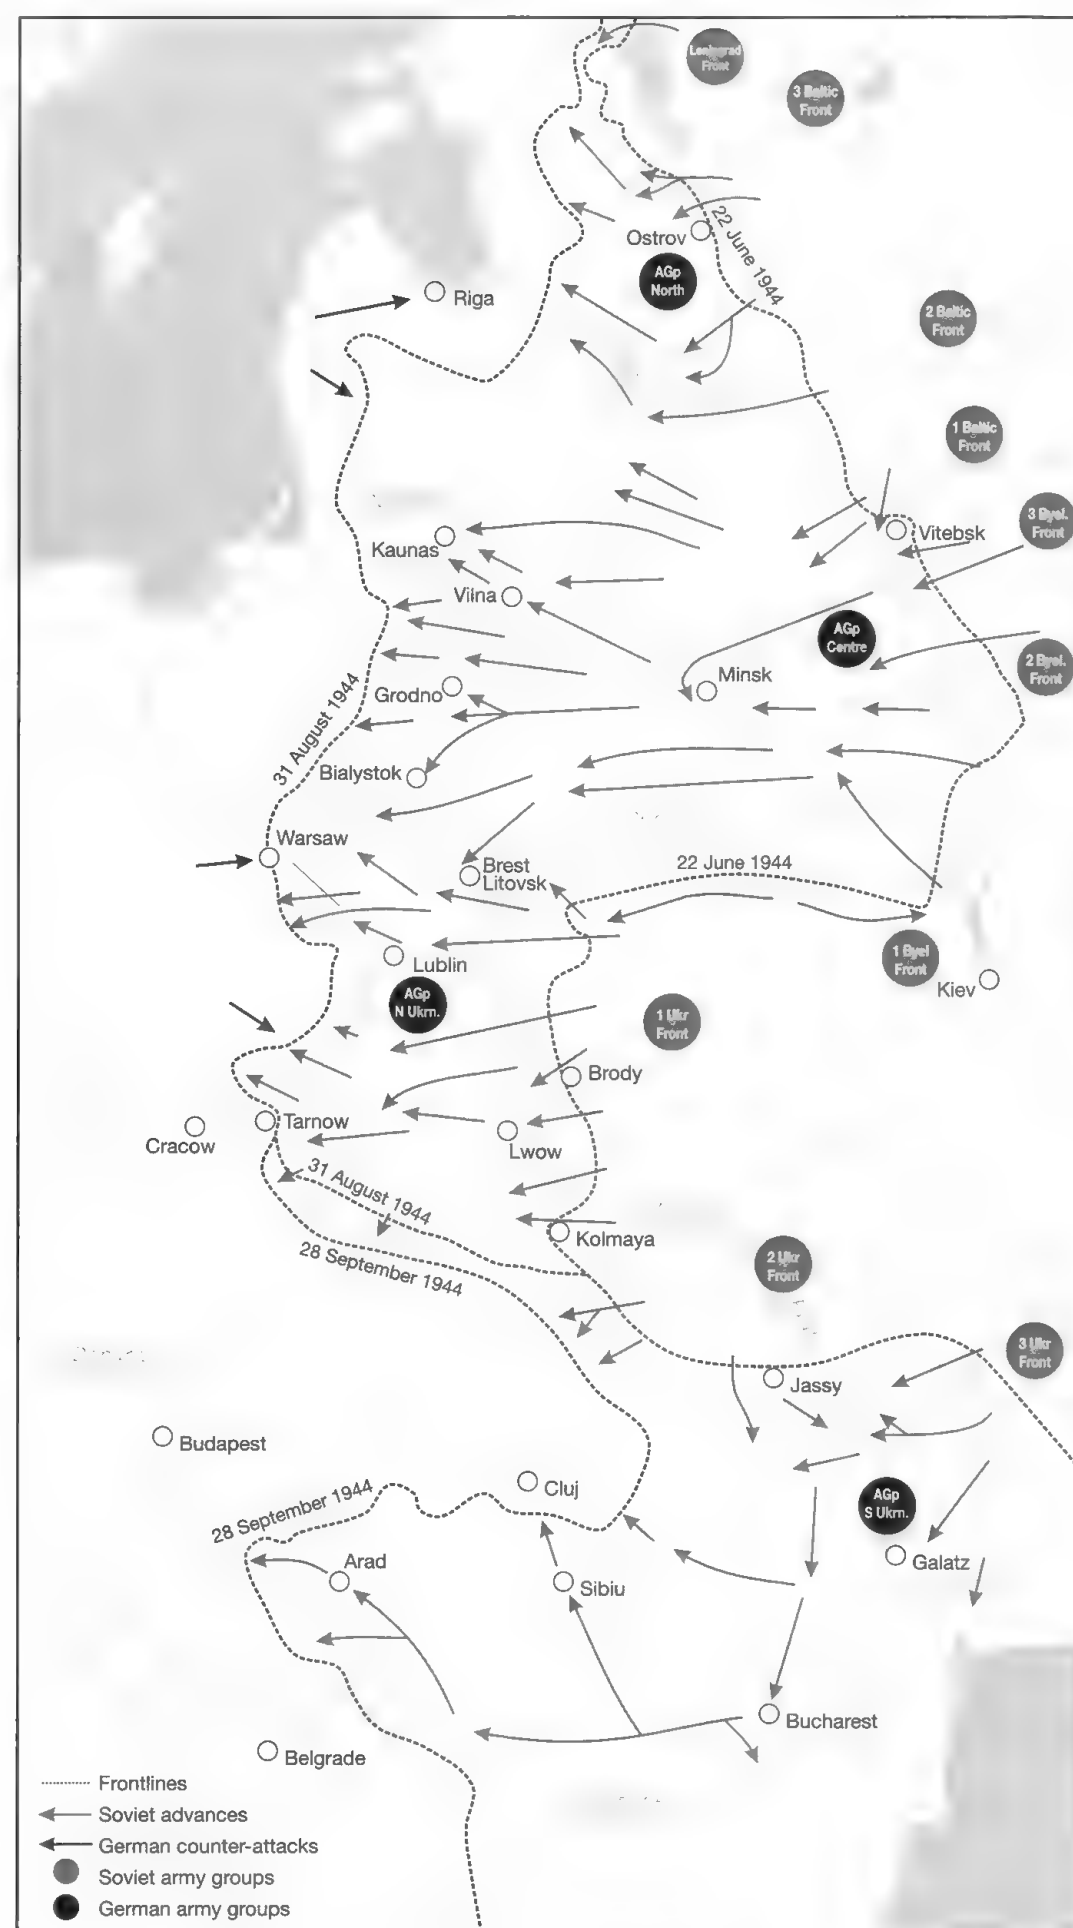 Leningrad
Front
3 Baltic
Front
22 June 1944
Ostrov
AGp
North
Riga
2 Baltic
Front
1 Baltic
Front
3 Byel.
Front
Vitebsk
Kaunas
Vilna
AGp
Centre
2 Byel.
Front
Minsk
Grodno
31 August 1944
Bialystok
Warsaw
Brest
Litovsk
22 June 1944
1 Byel
Front
Lublin
Kiev
AGp
N Ukrn.
1 Ukr
Front
Brody
Tarnow
Cracow
Lwow
31 August 1944
Kolmaya
28 September 1944
2 Ukr
Front
3 Ukr
Front
Jassy
Budapest
Cluj
AGp
S Ukrn.
28 September 1944
Galatz
Arad
Sibiu
Bucharest
Belgrade
Frontlines
Soviet advances
German counter-attacks
Soviet army groups
German army groups